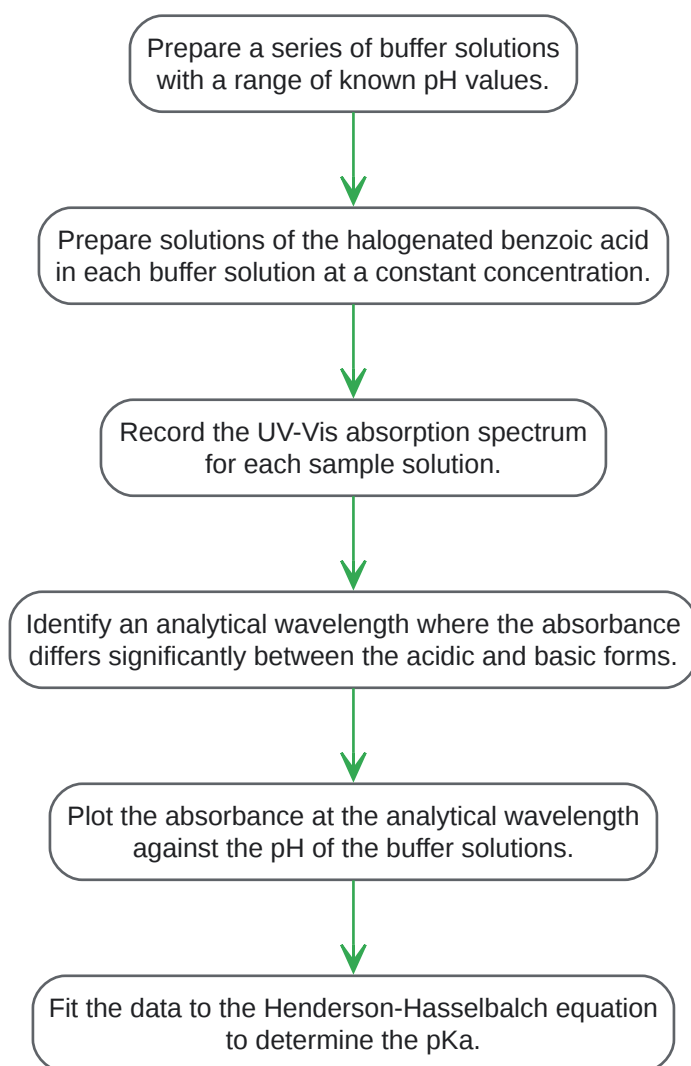 Prepare a series of buffer solutions
with a range of known pH values.
Prepare solutions of the halogenated benzoic acid
in each buffer solution at a constant concentration.
Record the UV-Vis absorption spectrum
for each sample solution.
Identify an analytical wavelength where the absorbance
differs significantly between the acidic and basic forms.
Plot the absorbance at the analytical wavelength
against the pH of the buffer solutions.
Fit the data to the Henderson-Hasselbalch equation
to determine the pKa.